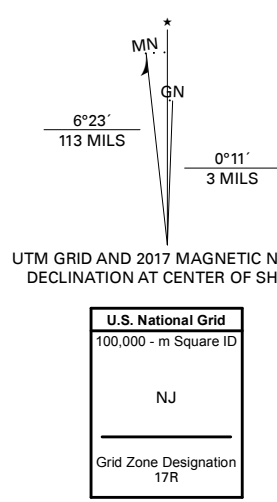 ★
MN
GN
6°23´
113 MILS
0°11´
3 MILS
UTM GRID AND 2017 MAGNETIC N
DECLINATION AT CENTER OF SH
U.S. National Grid
100,000 - m Square ID
NJ
Grid Zone Designation
17R